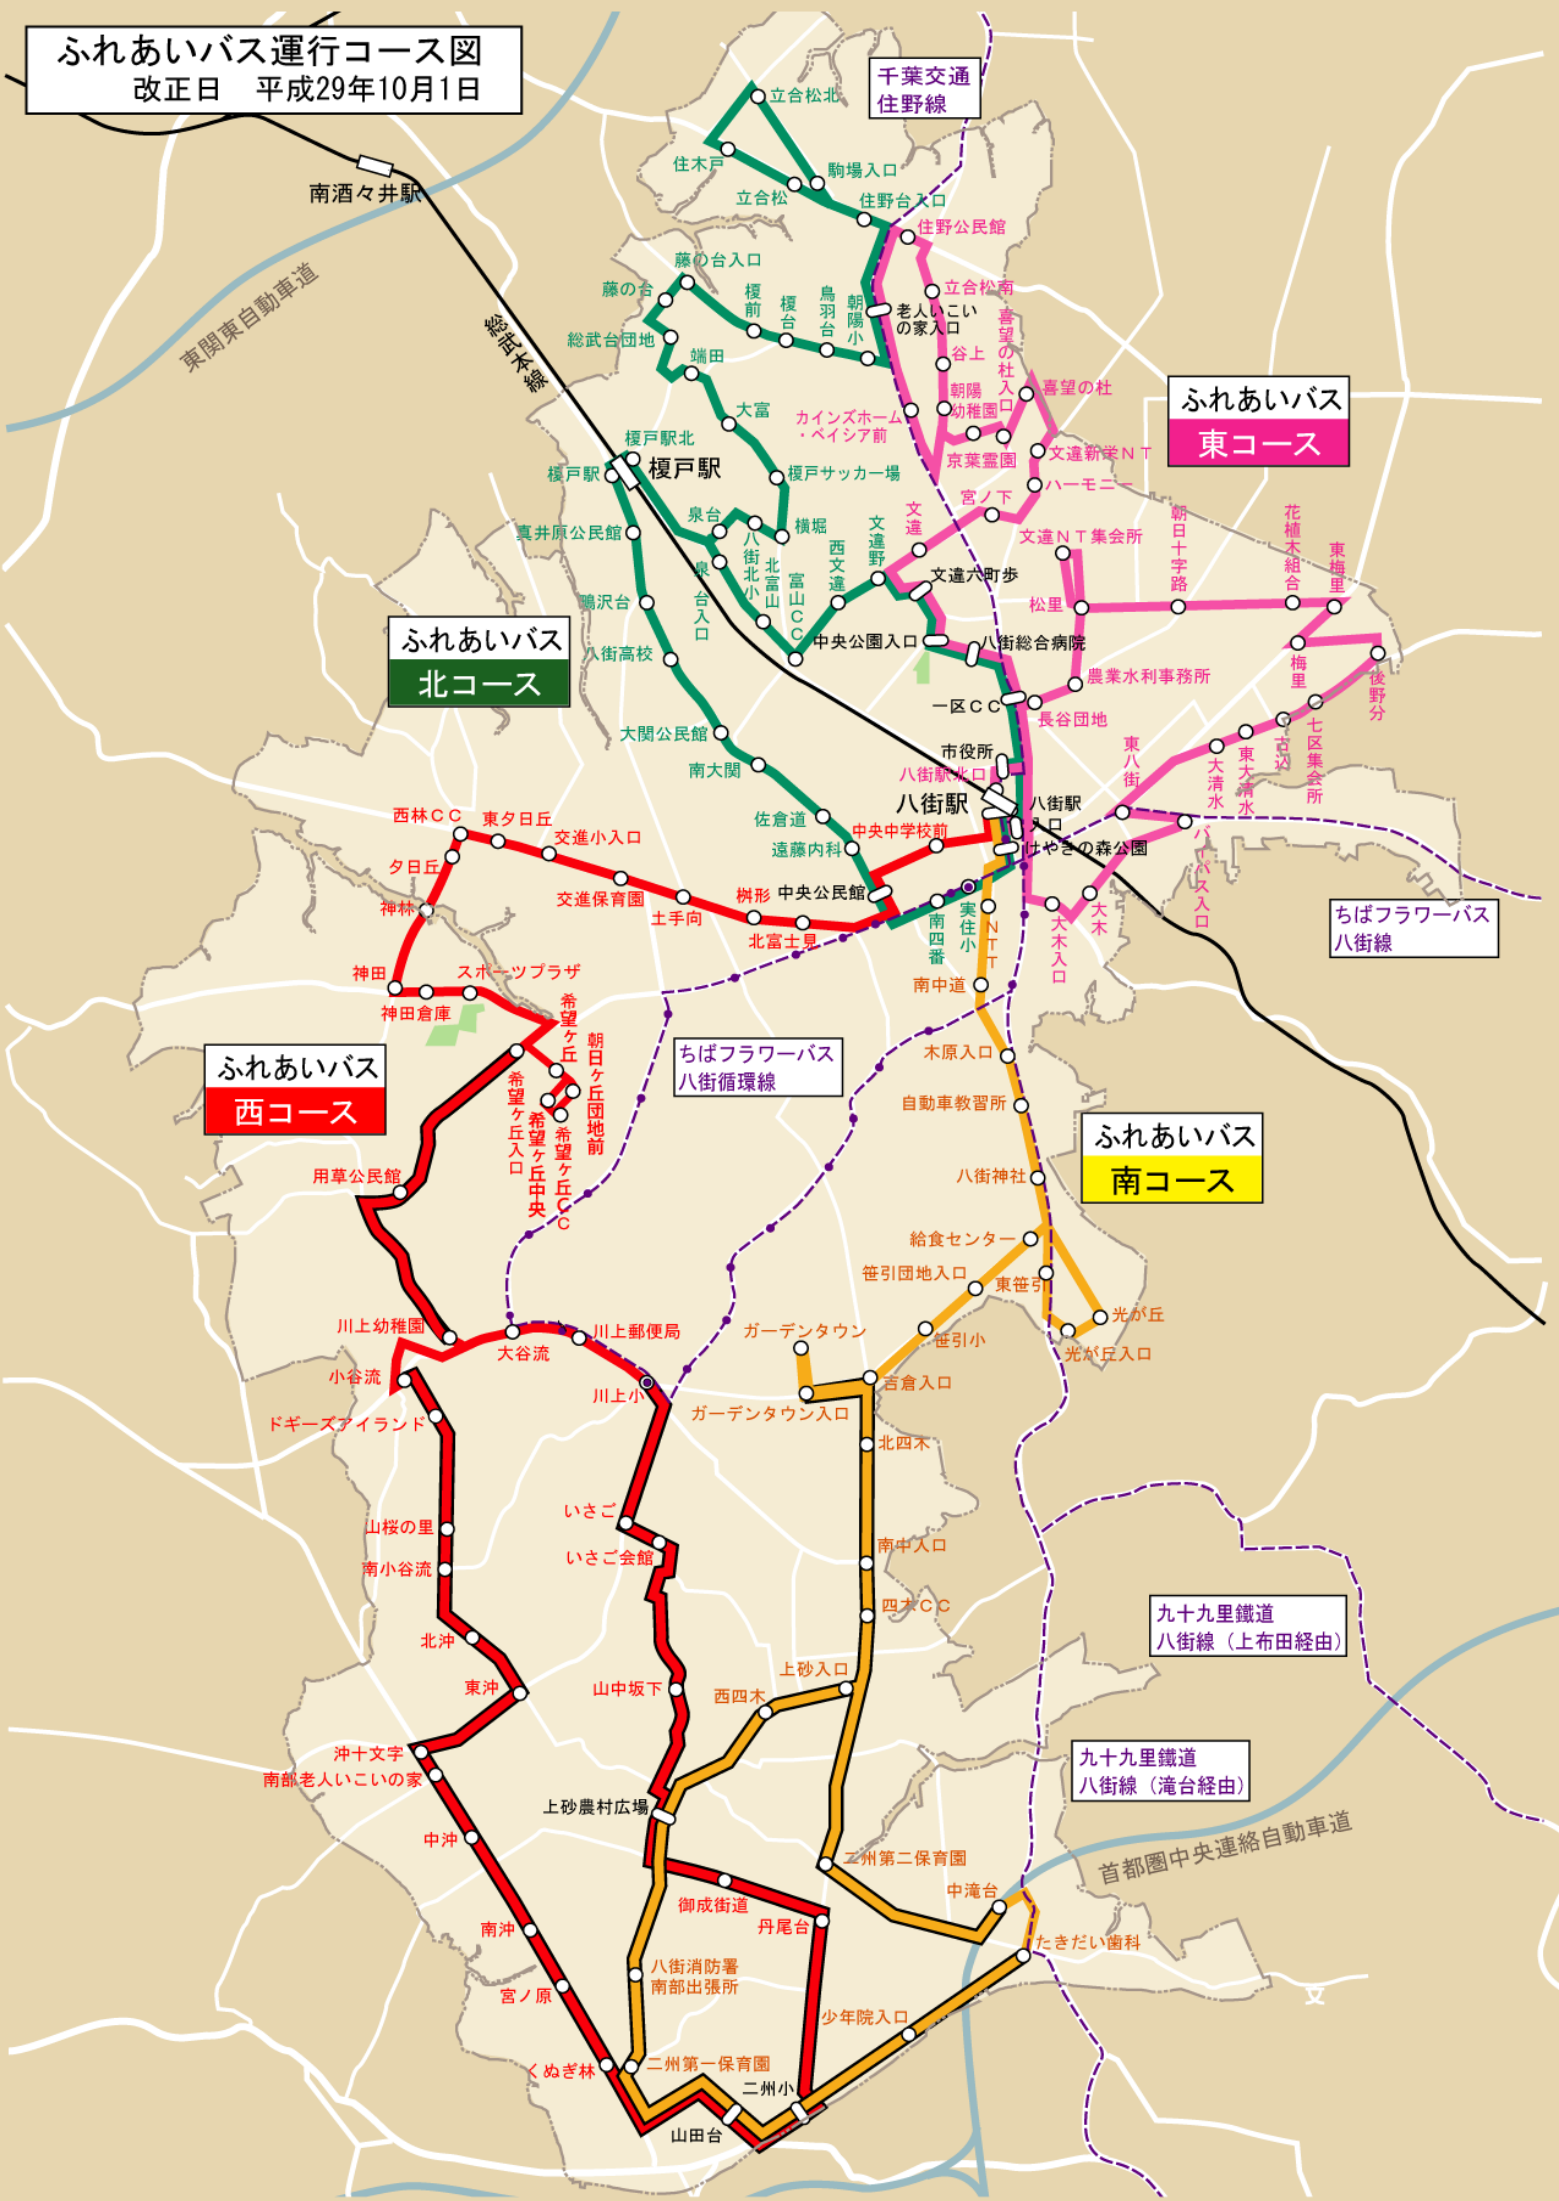 ふれあいバス運行コース図
改正日　平成29年10月1日
千葉交通
住野線
南酒々井駅
東関東自動車道
総武本線
立合松北
住木戸
駒場入口
立合松
住野台入口
住野公民館
藤の台入口
藤の台
榎前
榎台
鳥羽台
朝陽小
立合松南
老人いこい
の家入口
総武台団地
端田
谷上
喜望の杜入口
喜望の杜
大富
朝陽
幼稚園
カインズホーム
・ベイシア前
京葉霊園
文違新栄ＮＴ
ハーモニー
ふれあいバス
東コース
榎戸駅北
榎戸駅
榎戸駅
榎戸サッカー場
真井原公民館
泉台
八街北小
横堀
文違野
文違
宮ノ下
文違ＮＴ集会所
朝日十字路
花植木組合
東梅里
泉台入口
北富山
富山ＣＣ
西文違
文違六町歩
鴫沢台
松里
中央公園入口
八街総合病院
ふれあいバス
北コース
八街高校
農業水利事務所
梅里
後野分
一区ＣＣ
長谷団地
大関公民館
南大関
市役所
八街駅北口
八街駅
八街駅
入口
東八街
大清水
東大清水
古込
七区集会所
佐倉道
遠藤内科
中央中学校前
けやきの森公園
バーパス入口
西林ＣＣ
東夕日丘
交進小入口
夕日丘
交進保育園
土手向
桝形
中央公民館
北富士見
南四番
実住小
ＮＴＴ
大木入口
大木
神林
ちばフラワーバス
八街線
神田
神田倉庫
スポーツプラザ
南中道
希望ヶ丘
朝日ヶ丘団地前
希望ヶ丘入口
希望ヶ丘中央
希望ヶ丘ＣＣ
ふれあいバス
西コース
ちばフラワーバス
八街循環線
木原入口
自動車教習所
ふれあいバス
南コース
用草公民館
八街神社
給食センター
笹引団地入口
東笹引
川上幼稚園
大谷流
川上郵便局
ガーデンタウン
笹引小
光が丘
光が丘入口
小谷流
川上小
吉倉入口
ガーデンタウン入口
ドギーズアイランド
北四木
いさご
山桜の里
いさご会館
南中入口
南小谷流
四木ＣＣ
九十九里鐵道
八街線（上布田経由）
北沖
東沖
山中坂下
上砂入口
西四木
沖十文字
南部老人いこいの家
九十九里鐵道
八街線（滝台経由）
上砂農村広場
中沖
首都圏中央連絡自動車道
二州第二保育園
中滝台
御成街道
丹尾台
南沖
たきだい歯科
八街消防署
南部出張所
宮ノ原
少年院入口
くぬぎ林
二州第一保育園
二州小
山田台